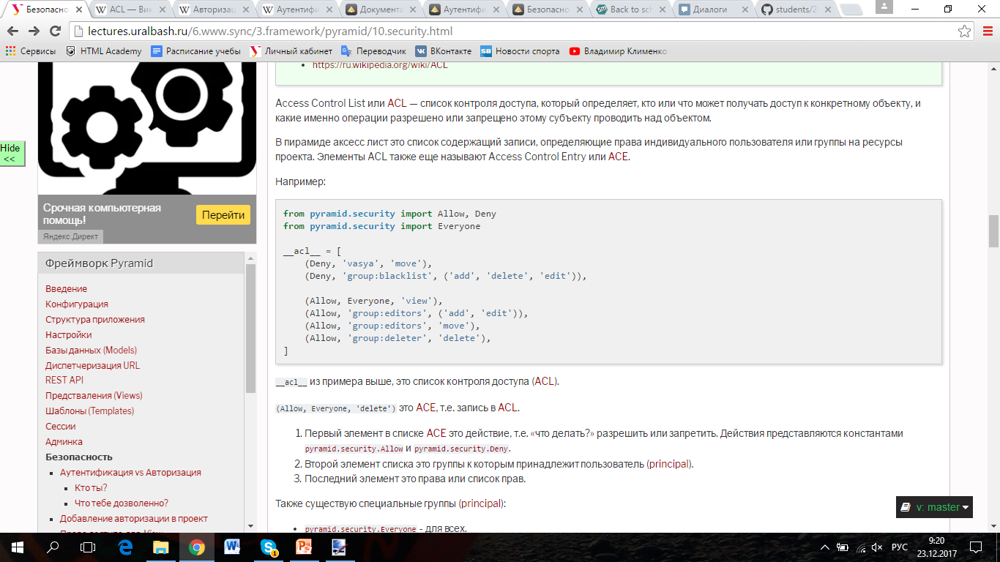 Безопаснос
ACL — Вик
Авторизац
Аутентифи
Документа
Аутентифи
Безопасно
Back to sch
Диалоги
students/2
lectures.uralbash.ru/6.www.sync/3.framework/pyramid/10.security.html
Сервисы
HTML Academy
Расписание учебы
Личный кабинет
Переводчик
ВКонтакте
Новости спорта
Владимир Клименко
https://ru.wikipedia.org/wiki/ACL
Access Control List или ACL — список контроля доступа, который определяет, кто или что может получать доступ к конкретному объекту, и
какие именно операции разрешено или запрещено этому субъекту проводить над объектом.
В пирамиде аксесс лист это список содержащий записи, определяющие права индивидуального пользователя или группы на ресурсы
проекта. Элементы ACL также еще называют Access Control Entry или ACE.
Например:
from pyramid.security import Allow, Deny
from pyramid.security import Everyone
__acl__ = [
(Deny, 'vasya', 'move'),
(Deny, 'group:blacklist', ('add', 'delete', 'edit')),
(Allow, Everyone, 'view'),
(Allow, 'group:editors', ('add', 'edit')),
(Allow, 'group:editors', 'move'),
(Allow, 'group:deleter', 'delete'),
]
__acl__ из примера выше, это список контроля доступа (ACL).
(Allow, Everyone, 'delete') это ACE, т.е. запись в ACL.
1. Первый элемент в списке ACE это действие, т.е. «что делать?» разрешить или запретить. Действия представляются константами
pyramid.security.Allow и pyramid.security.Deny.
2. Второй элемент списка это группы к которым принадлежит пользователь (principal).
3. Последний элемент это права или список прав.
Также существую специальные группы (principal):
pyramid.security.Everyone - для всех.
Hide
<<
Срочная компьютерная
помощь!
Перейти
Яндекс.Директ
Фреймворк Pyramid
Введение
Конфигурация
Структура приложения
Настройки
Базы данных (Models)
Диспетчеризация URL
REST API
Предстваления (Views)
Шаблоны (Templates)
Сессии
Админка
Безопасность
Аутентификация vs Авторизация
Кто ты?
Что тебе дозволенно?
Добавление авторизации в проект
v: master
РУС
9:20
23.12.2017